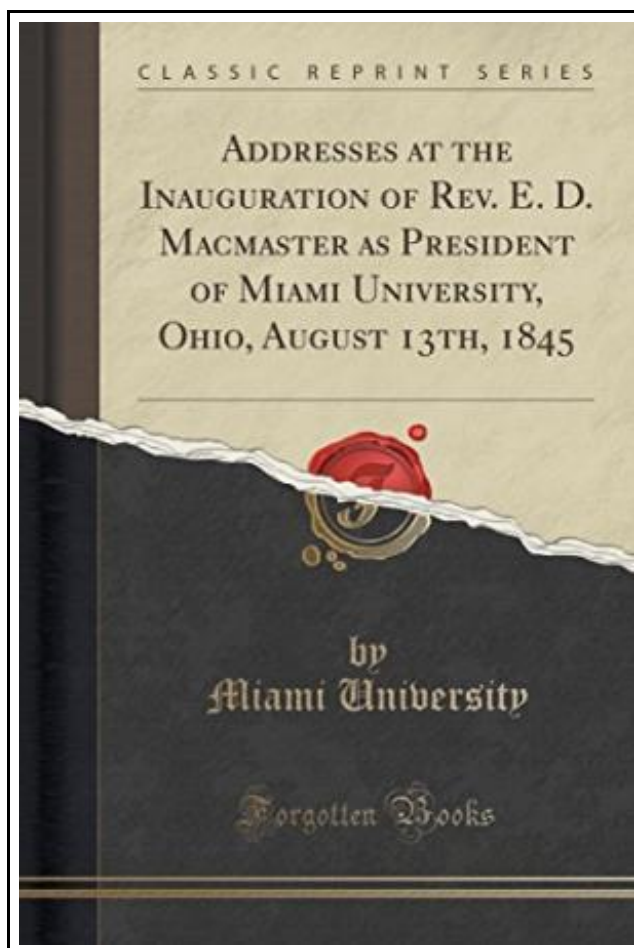 CLASSIC REPRINT SERIES
ADDRESSES AT THE
INAUGURATION OF REV. E. D.
MACMASTER AS PRESIDENT
OF MIAMI UNIVERSITY,
OHIO, AUGUST 13TH, 1845
by
Miami University
Forgotten Books